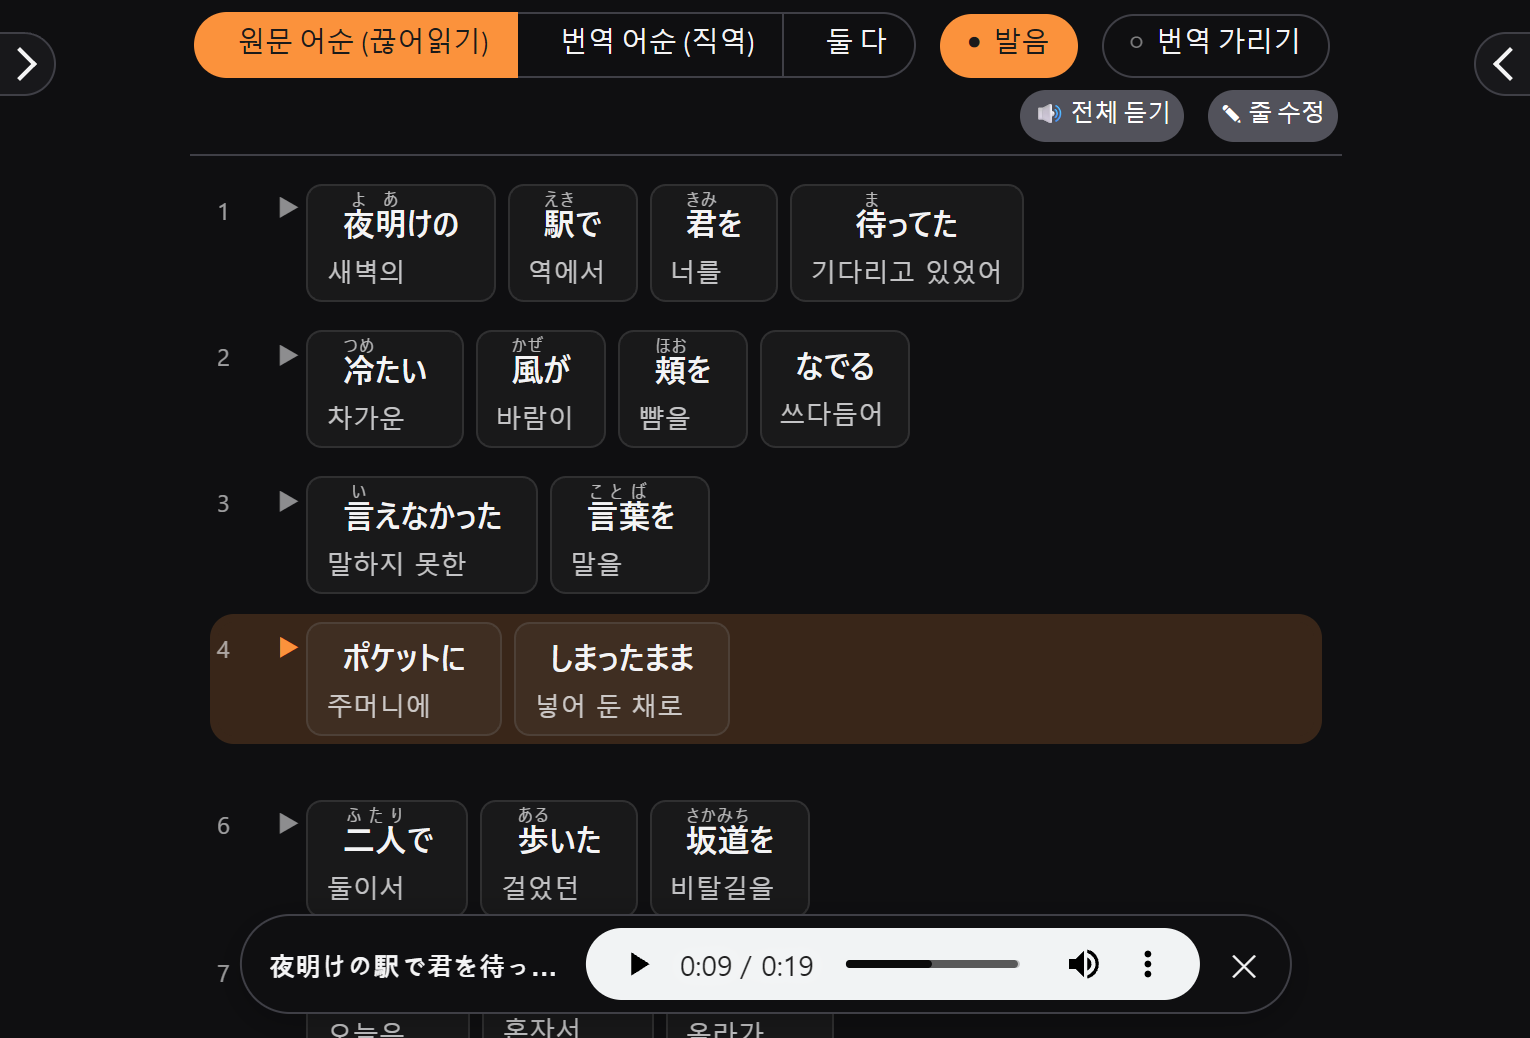 원문 어순 (끊어읽기) 번역 어순 (직역) 둘 다 발음 번역 가리기
전체 듣기 줄 수정
1
よ あ えき きみ ま
夜明けの 駅で 君を 待ってた
새벽의 역에서 너를 기다리고 있었어
2
つめ かぜ ほお
冷たい 風が 頬を なでる
차가운 바람이 뺨을 쓰다듬어
3
い ことば
言えなかった 言葉を
말하지 못한 말을
4
ポケットに しまったまま
주머니에 넣어 둔 채로
6
ふたり ある さかみち
二人で 歩いた 坂道を
둘이서 걸었던 비탈길을
夜明けの駅で君を待っ... 0:09 / 0:19
7
오늘은 혼자서 올라가